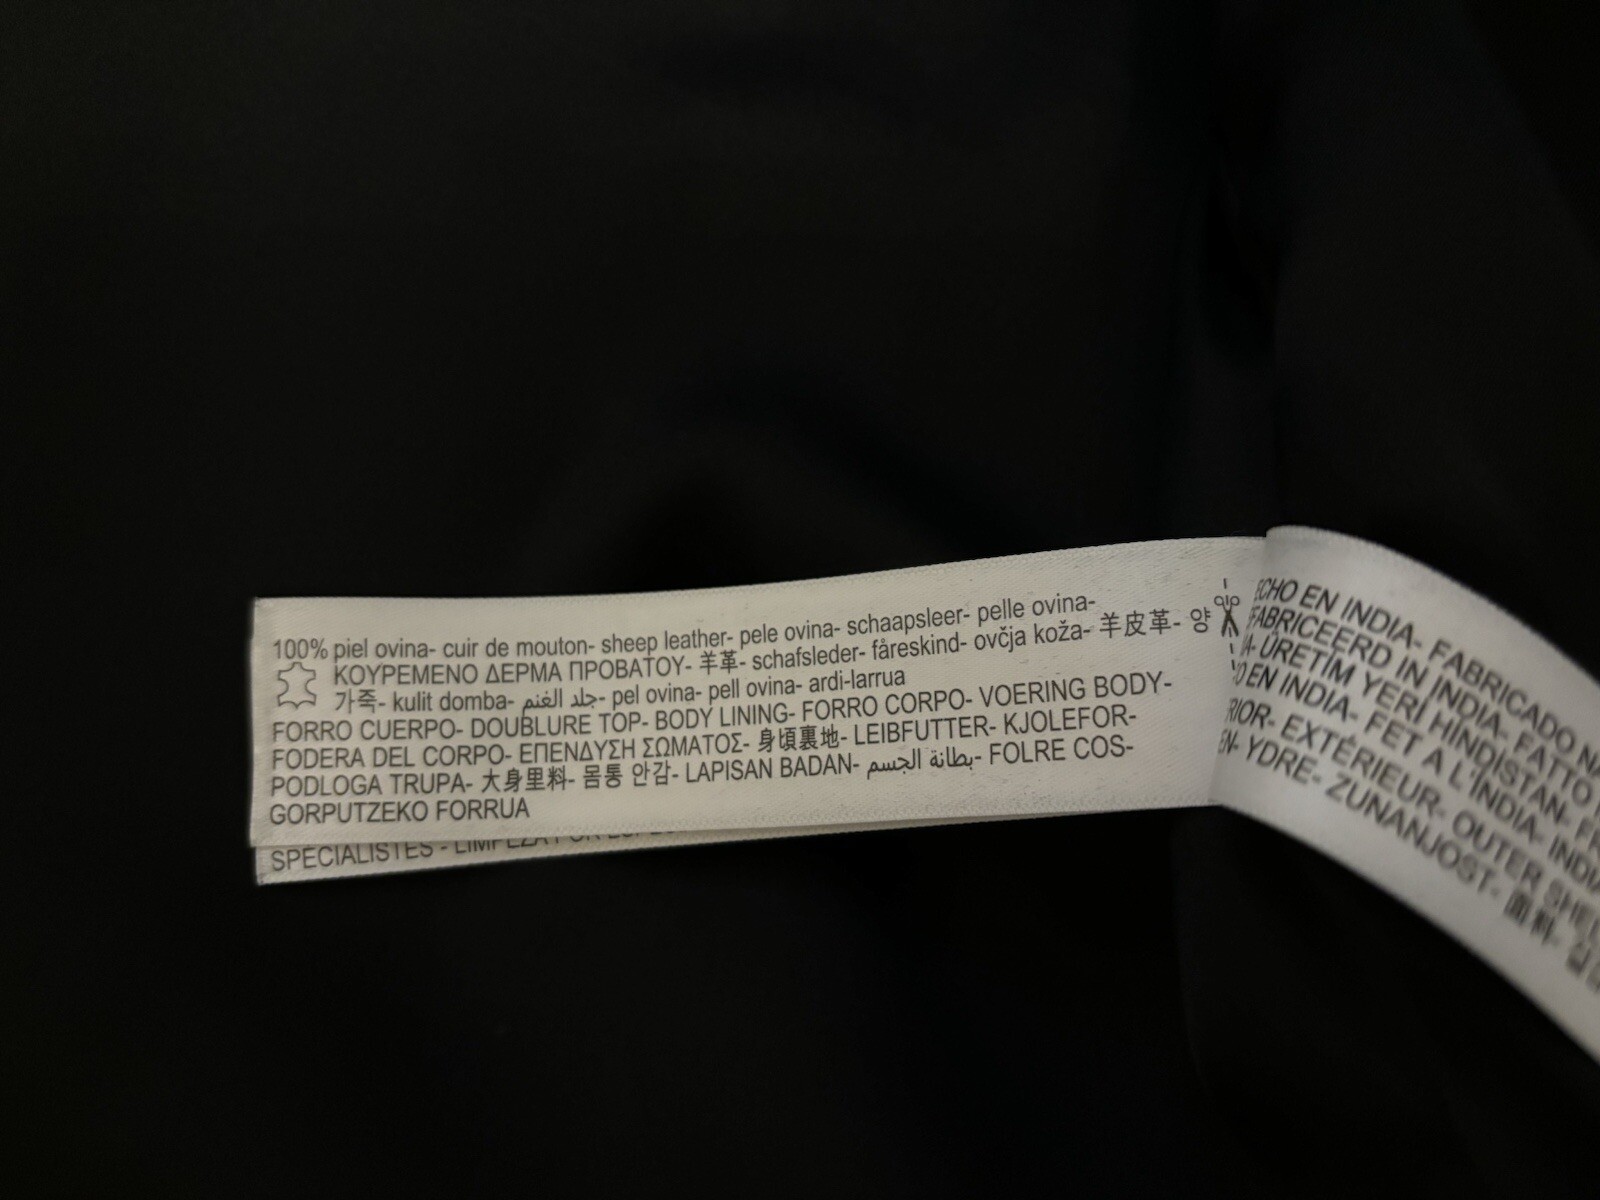 100% piel ovina- cuir de mouton- sheep leather- pele ovina- schaapsleer- pelle ovina-
ΚΟΥΡΕΜΕΝΟ ΔΕΡΜΑ ΠΡΟΒΑΤΟΥ- 羊革- schafsleder- fåreskind- ovčja koža- 羊皮革- 양
가죽- kulit domba- جلد الغنم- pel ovina- pell ovina- ardi-larrua
FORRO CUERPO- DOUBLURE TOP- BODY LINING- FORRO CORPO- VOERING BODY-
FODERA DEL CORPO- ΕΠΕΝΔΥΣΗ ΣΩΜΑΤΟΣ- 身頃裏地- LEIBFUTTER- KJOLEFOR-
PODLOGA TRUPA- 大身里料- 몸통 안감- LAPISAN BADAN- بطانة الجسم- FOLRE COS-
GORPUTZEKO FORRUA
SPECIALISTES - LIMPEZA
ECHO EN INDIA- FABRICADO
FABRICEERD IN INDIA- FATTO
ÜRETİM YERİ HİNDİSTAN-
EN INDIA- FET A L'ÍNDIA-
RIOR- EXTÉRIEUR- OUTER
YDRE- ZUNANJOST- 面料-